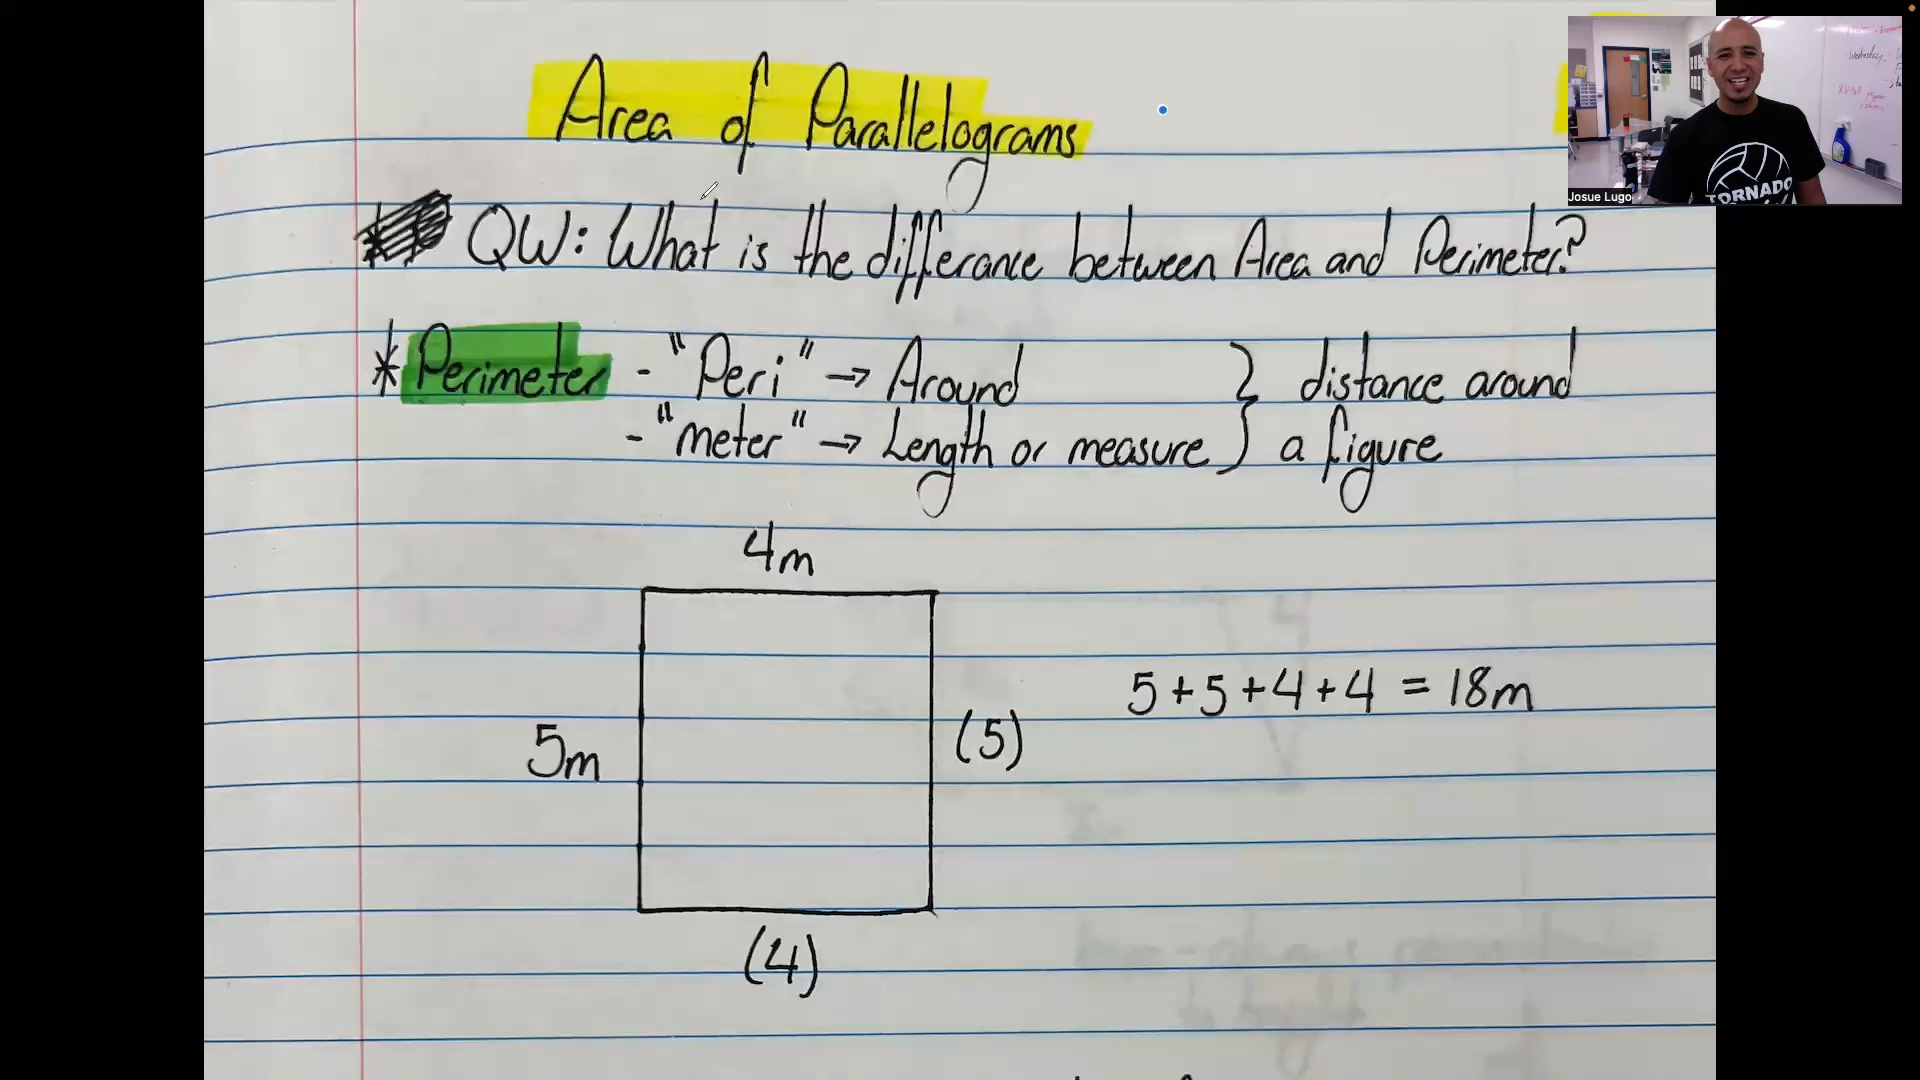 Area of Parallelograms
QW: What is the differance between Area and Perimeter?
* Perimeter - "Peri" → Around } distance around
- "meter" → Length or measure } a figure
4m
5 + 5 + 4 + 4 = 18m
5m
(5)
(4)
Josue Lugo
TORNADO
Wednesday